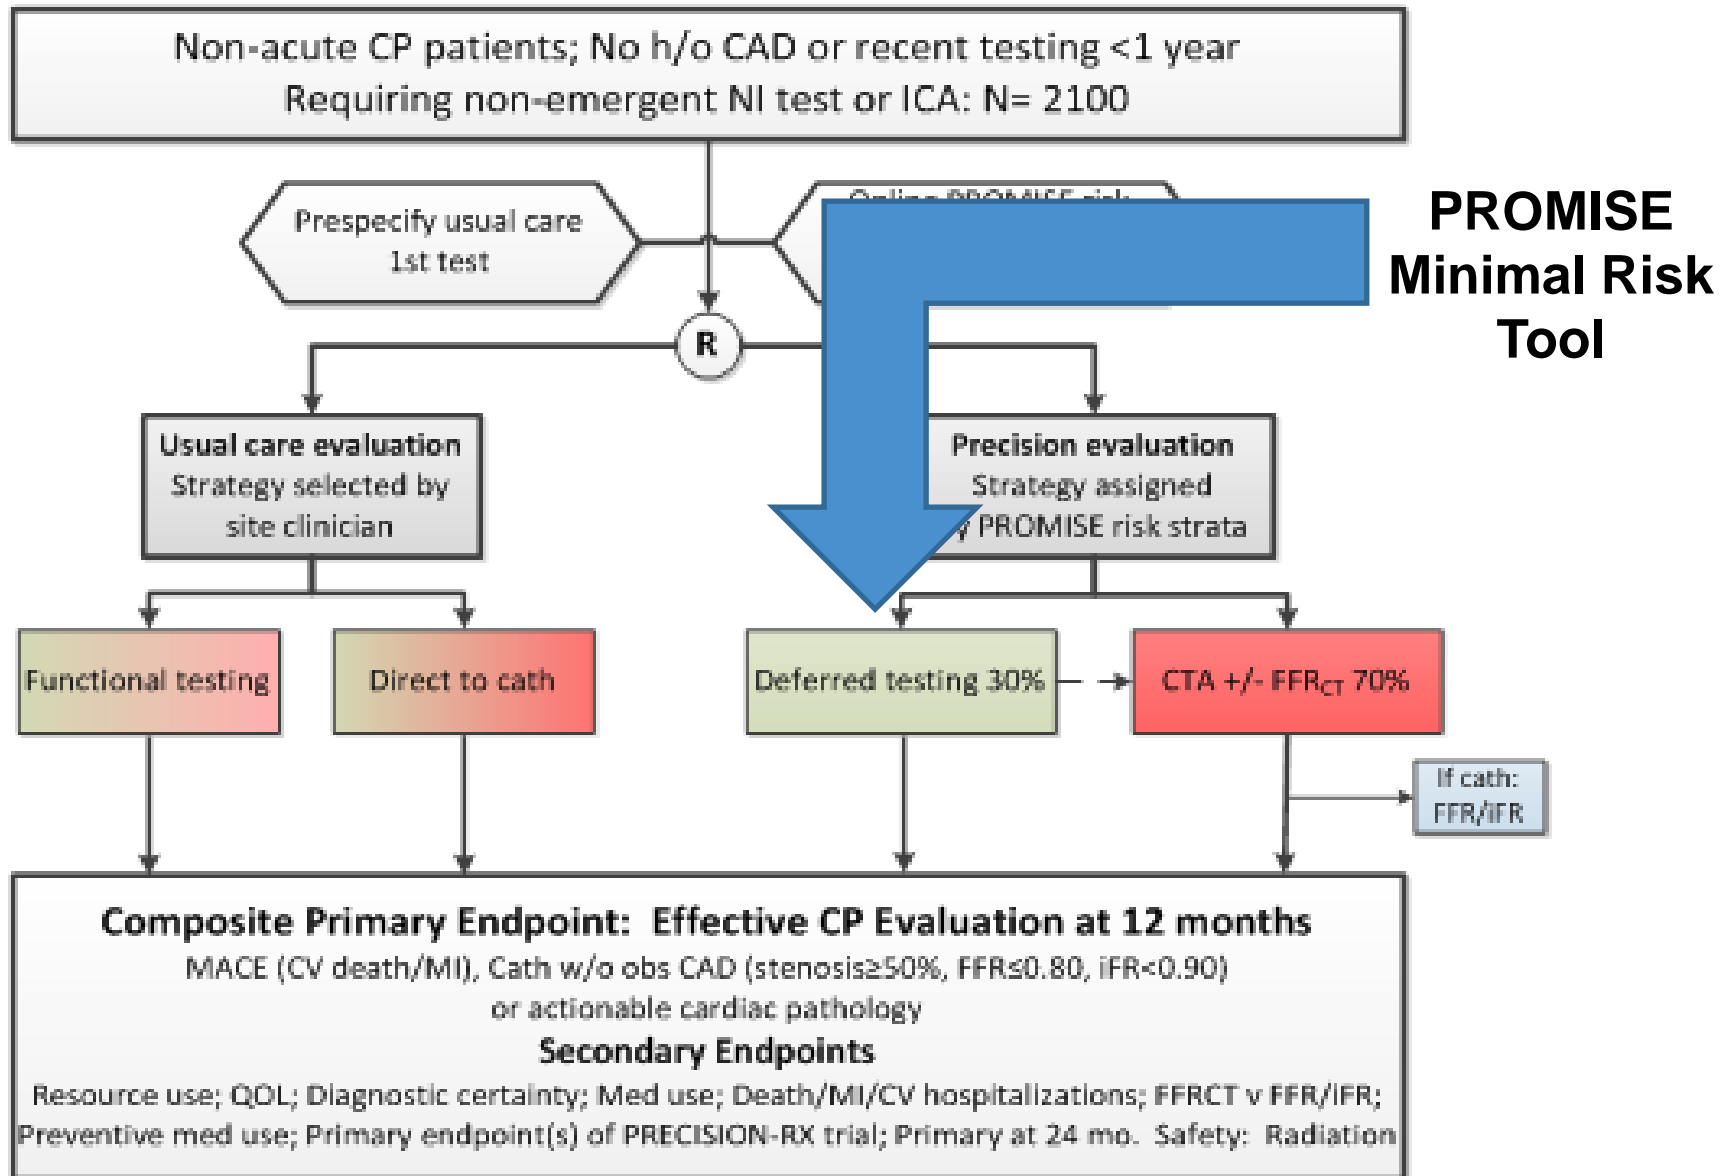 Non-acute CP patients; No h/o CAD or recent testing <1 year
Requiring non-emergent NI test or ICA: N= 2100
Prespecify usual care
1st test
PROMISE
Minimal Risk
Tool
R
Usual care evaluation
Strategy selected by
site clinician
Precision evaluation
Strategy assigned
PROMISE risk strata
Functional testing
Direct to cath
Deferred testing 30%
CTA +/- FFRCT 70%
If cath:
FFR/iFR
Composite Primary Endpoint: Effective CP Evaluation at 12 months
MACE (CV death/MI), Cath w/o obs CAD (stenosis≥50%, FFR≤0.80, iFR<0.90)
or actionable cardiac pathology
Secondary Endpoints
Resource use; QOL; Diagnostic certainty; Med use; Death/MI/CV hospitalizations; FFRCT v FFR/iFR;
Preventive med use; Primary endpoint(s) of PRECISION-RX trial; Primary at 24 mo. Safety: Radiation